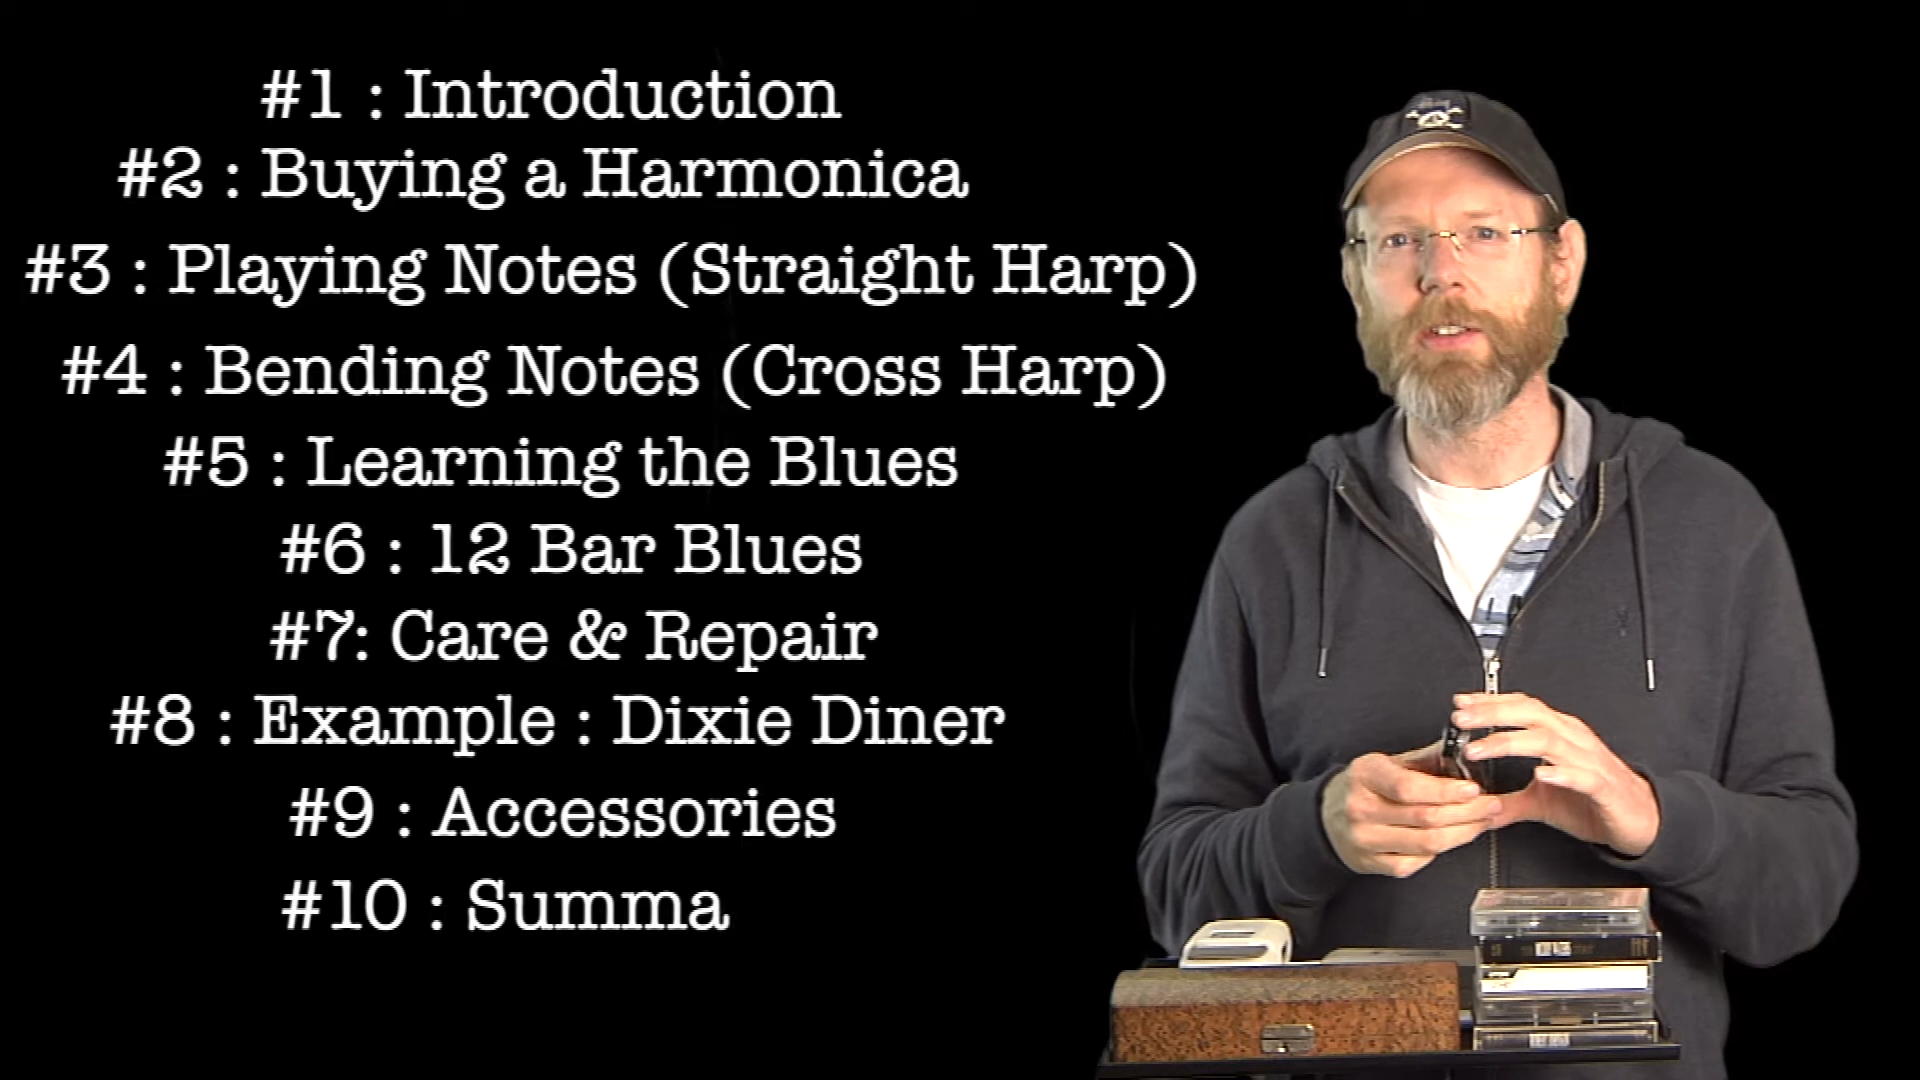 #1 : Introduction
#2 : Buying a Harmonica
#3 : Playing Notes (Straight Harp)
#4 : Bending Notes (Cross Harp)
#5 : Learning the Blues
#6 : 12 Bar Blues
#7: Care & Repair
#8 : Example : Dixie Diner
#9 : Accessories
#10 : Summa